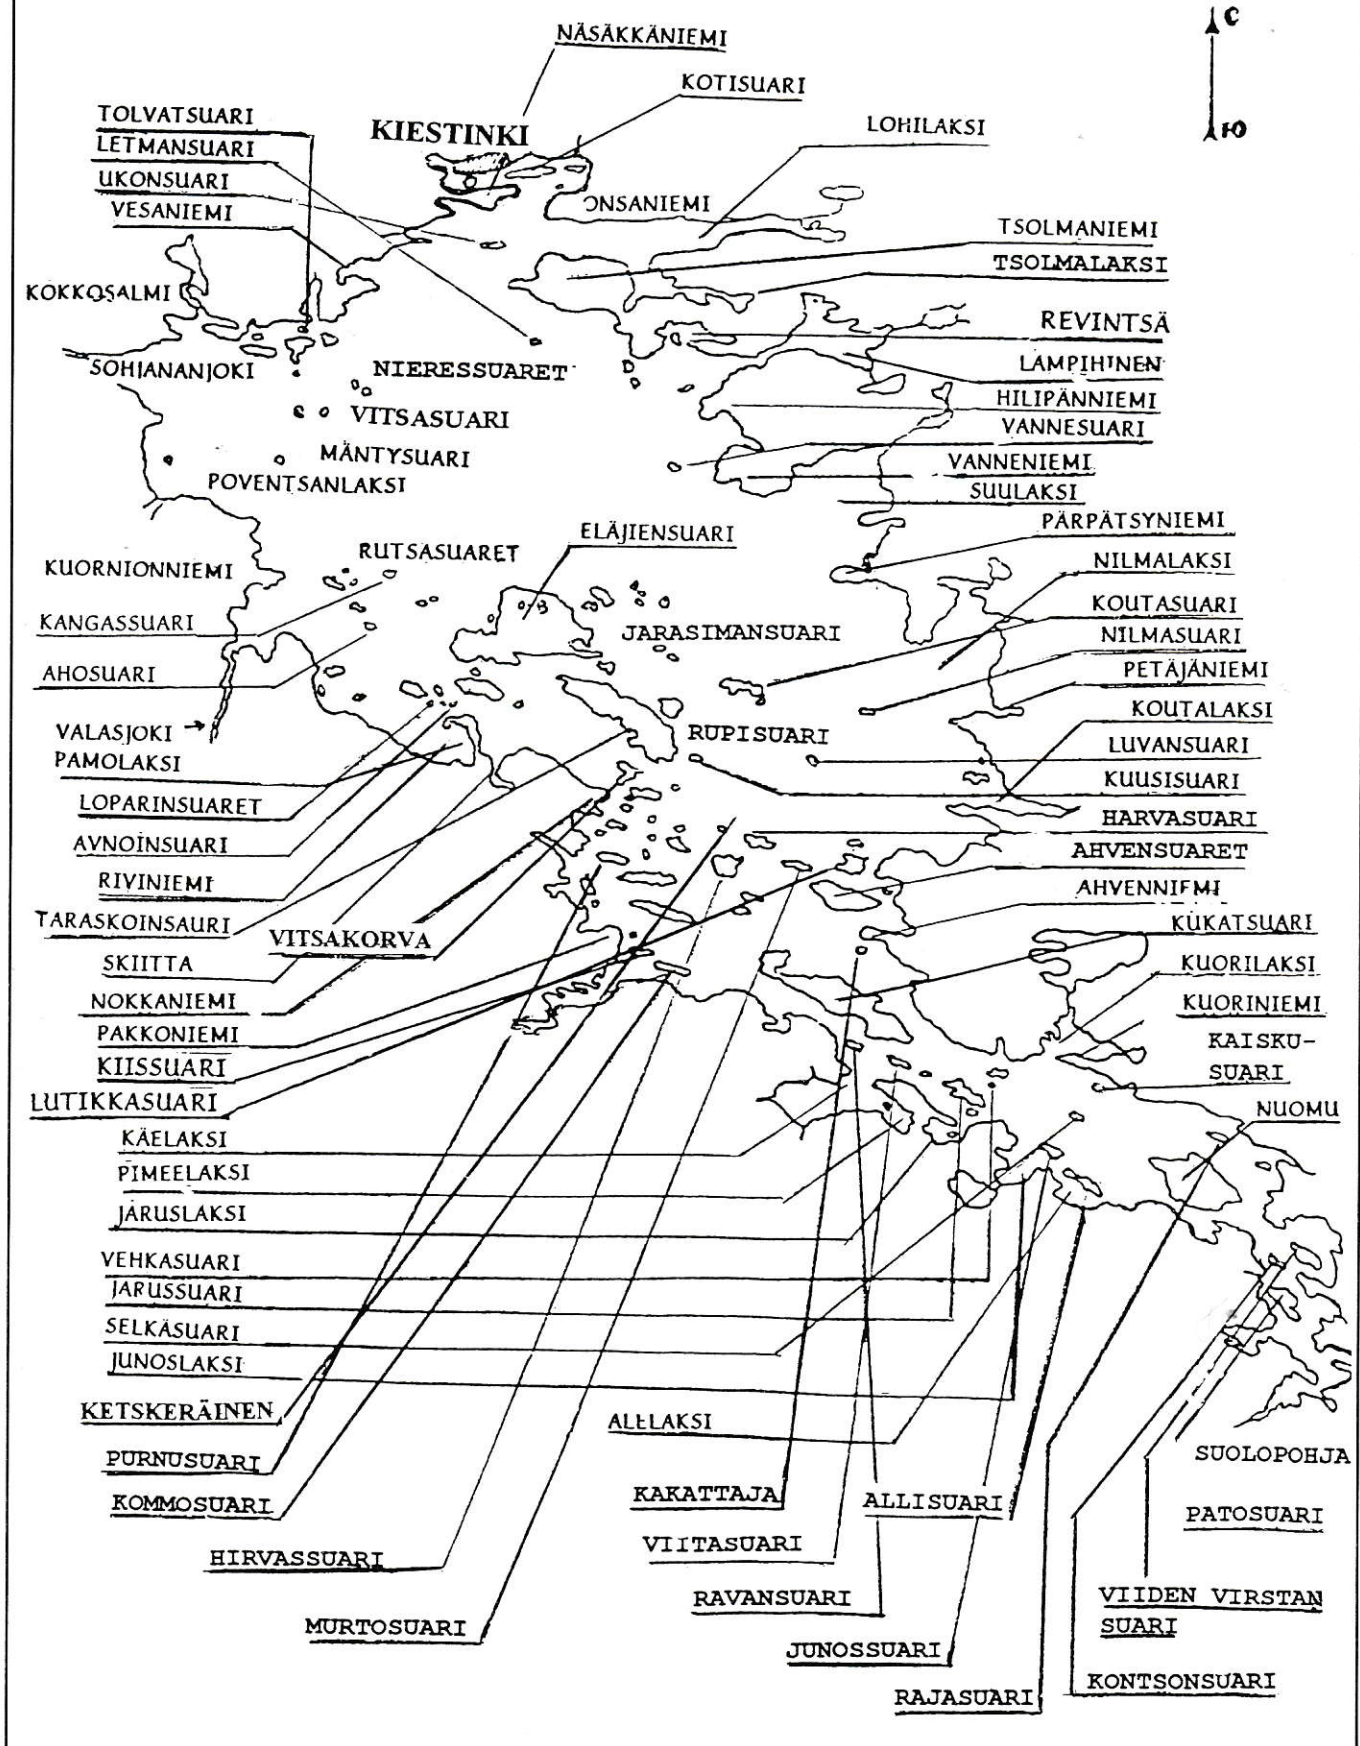 С
Ю
NÄSÄKKÄNIEMI
KOTISUARI
TOLVATSUARI
KIESTINKI
LOHILAKSI
LETMANSUARI
UKONSUARI
VESANIEMI
ONSANIEMI
TSOLMANIEMI
TSOLMALAKSI
KOKKOSALMI
REVINTSÄ
SOHJANANJOKI
NIERESSUARET
LAMPIHINEN
HILIPÄNNIEMI
VITSASUARI
VANNESUARI
MÄNTYSUARI
VANNENIEMI
POVENTSANLAKSI
SUULAKSI
PÄRPÄTSYNIEMI
ELÄJIENSUARI
RUTSASUARET
NILMALAKSI
KUORNIONNIEMI
KOUTASUARI
KANGASSUARI
JARASIMANSUARI
NILMASUARI
AHOSUARI
PETÄJÄNIEMI
KOUTALAKSI
VALASJOKI
RUPISUARI
LUVANSUARI
PAMOLAKSI
KUUSISUARI
LOPARINSUARET
HARVASUARI
AVNOINSUARI
AHVENSUARET
RIVINIEMI
AHVENNIEMI
TARASKOINSAURI
VITSAKORVA
KUKATSUARI
SKIITTA
KUORILAKSI
NOKKANIEMI
KUORINIEMI
PAKKONIEMI
KAISKU-
SUARI
KIISSUARI
LUTIKKASUARI
NUOMU
KÄELAKSI
PIMEELAKSI
JÄRUSLAKSI
VEHKASUARI
JARUSSUARI
SELKÄSUARI
JUNOSLAKSI
KETSKERÄINEN
ALELAKSI
PURNUSUARI
SUOLOPOHJA
KOMMOSUARI
KAKATTAJA
ALLISUARI
PATOSUARI
HIRVASSUARI
VIITASUARI
RAVANSUARI
VIIDEN VIRSTAN
SUARI
MURTOSUARI
JUNOSSUARI
KONTSONSUARI
RAJASUARI